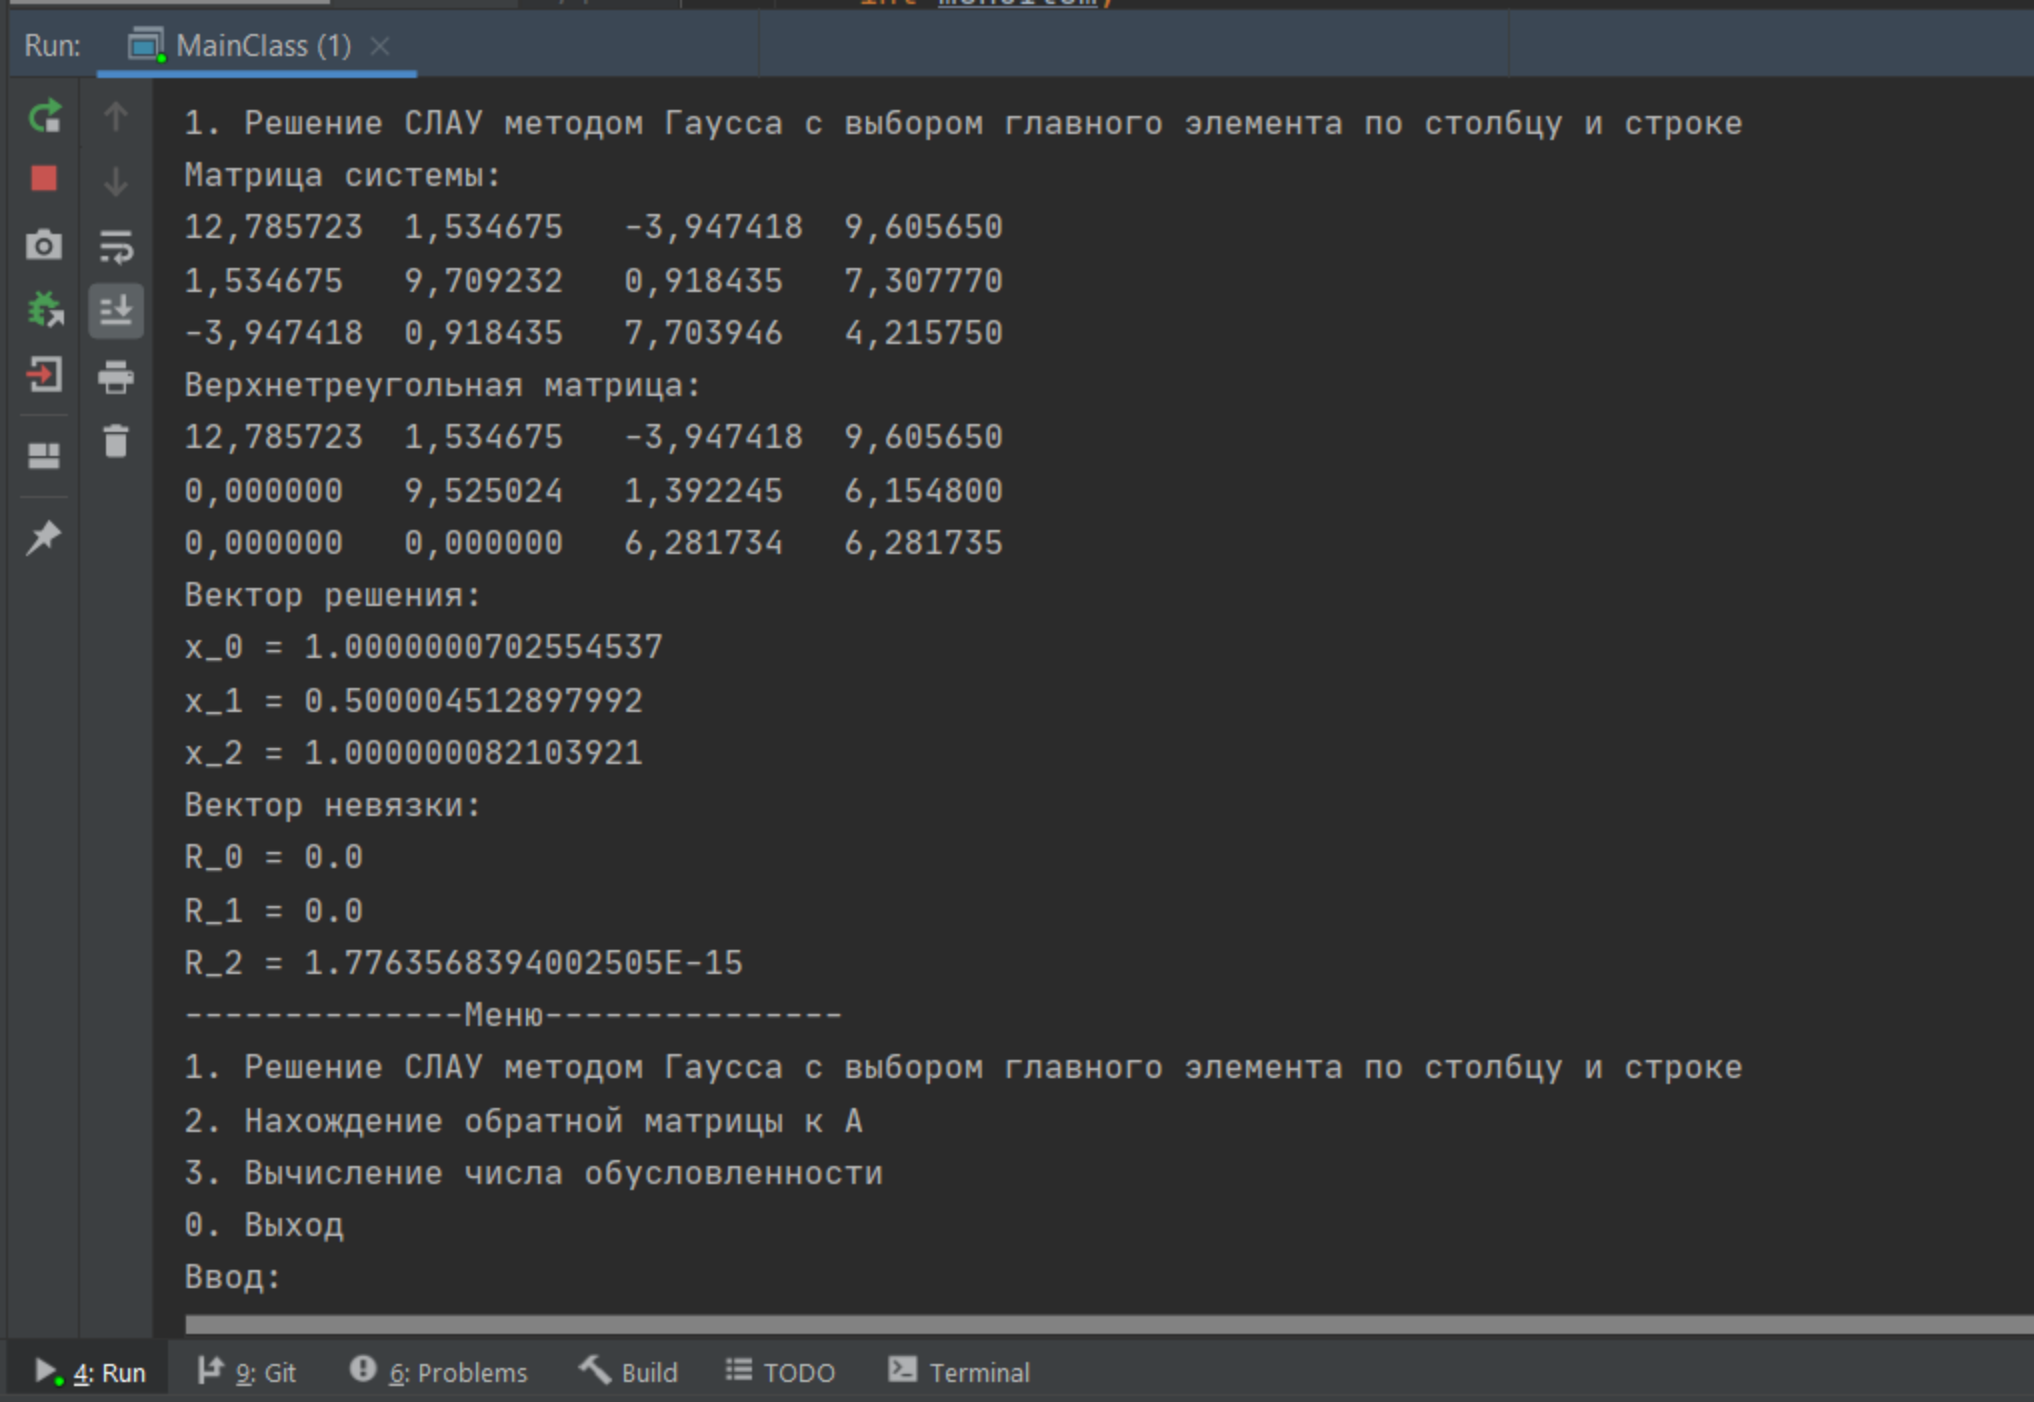 Run: MainClass (1)
1. Решение СЛАУ методом Гаусса с выбором главного элемента по столбцу и строке
Матрица системы:
12,785723 1,534675 -3,947418 9,605650
1,534675 9,709232 0,918435 7,307770
-3,947418 0,918435 7,703946 4,215750
Верхнетреугольная матрица:
12,785723 1,534675 -3,947418 9,605650
0,000000 9,525024 1,392245 6,154800
0,000000 0,000000 6,281734 6,281735
Вектор решения:
x_0 = 1.0000000702554537
x_1 = 0.500004512897992
x_2 = 1.000000082103921
Вектор невязки:
R_0 = 0.0
R_1 = 0.0
R_2 = 1.7763568394002505E-15
--------------Меню---------------
1. Решение СЛАУ методом Гаусса с выбором главного элемента по столбцу и строке
2. Нахождение обратной матрицы к А
3. Вычисление числа обусловленности
0. Выход
Ввод:
4: Run 9: Git 6: Problems Build TODO Terminal